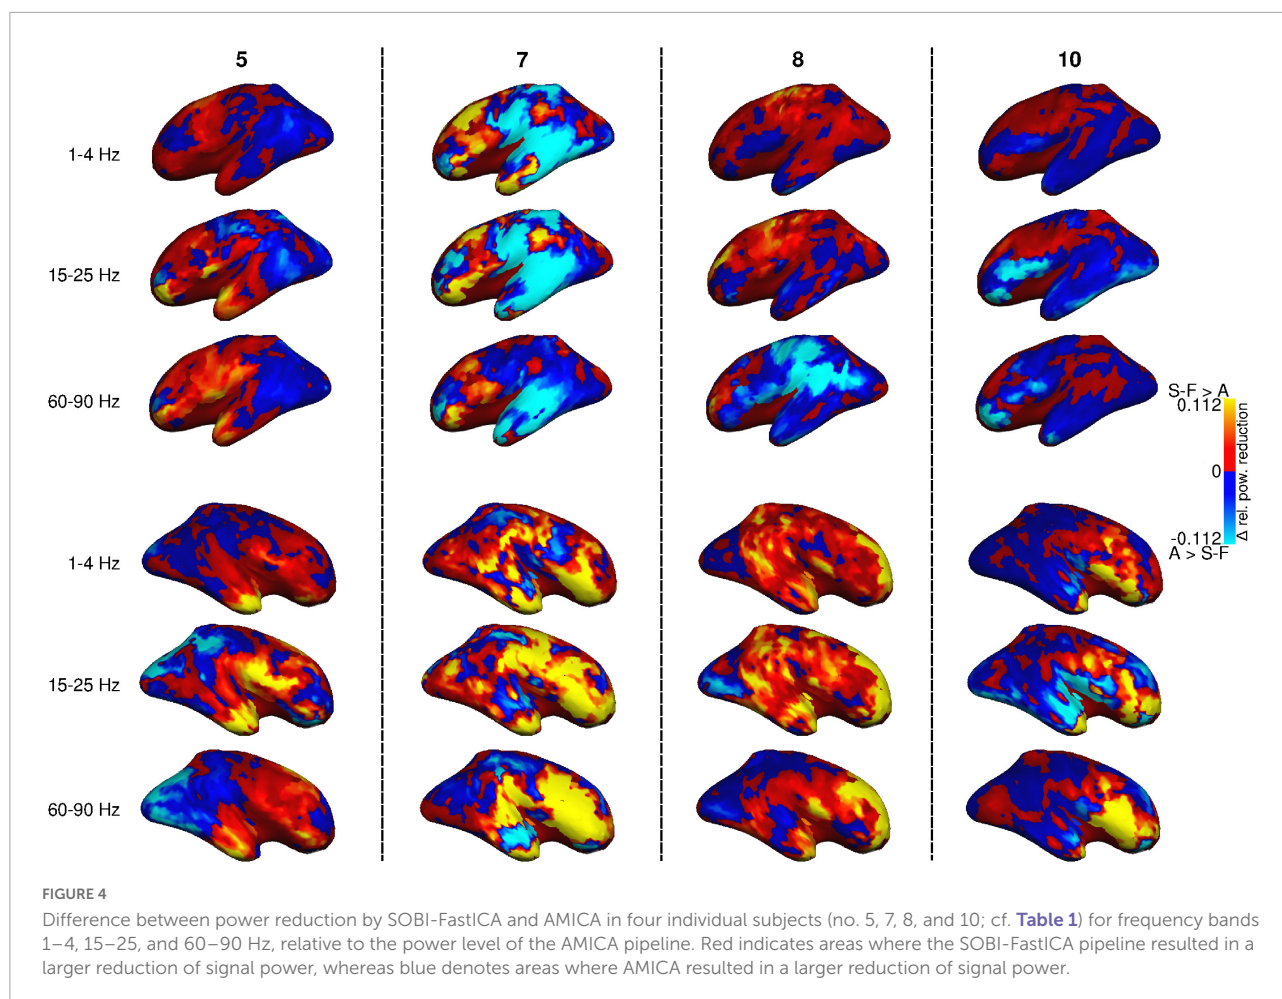 5 7 8 10
1-4 Hz
15-25 Hz
60-90 Hz
S-F > A
0.112
0
-0.112
A > S-F
Δ rel. pow. reduction
1-4 Hz
15-25 Hz
60-90 Hz
FIGURE 4
Difference between power reduction by SOBI-FastICA and AMICA in four individual subjects (no. 5, 7, 8, and 10; cf. Table 1) for frequency bands
1–4, 15–25, and 60–90 Hz, relative to the power level of the AMICA pipeline. Red indicates areas where the SOBI-FastICA pipeline resulted in a
larger reduction of signal power, whereas blue denotes areas where AMICA resulted in a larger reduction of signal power.